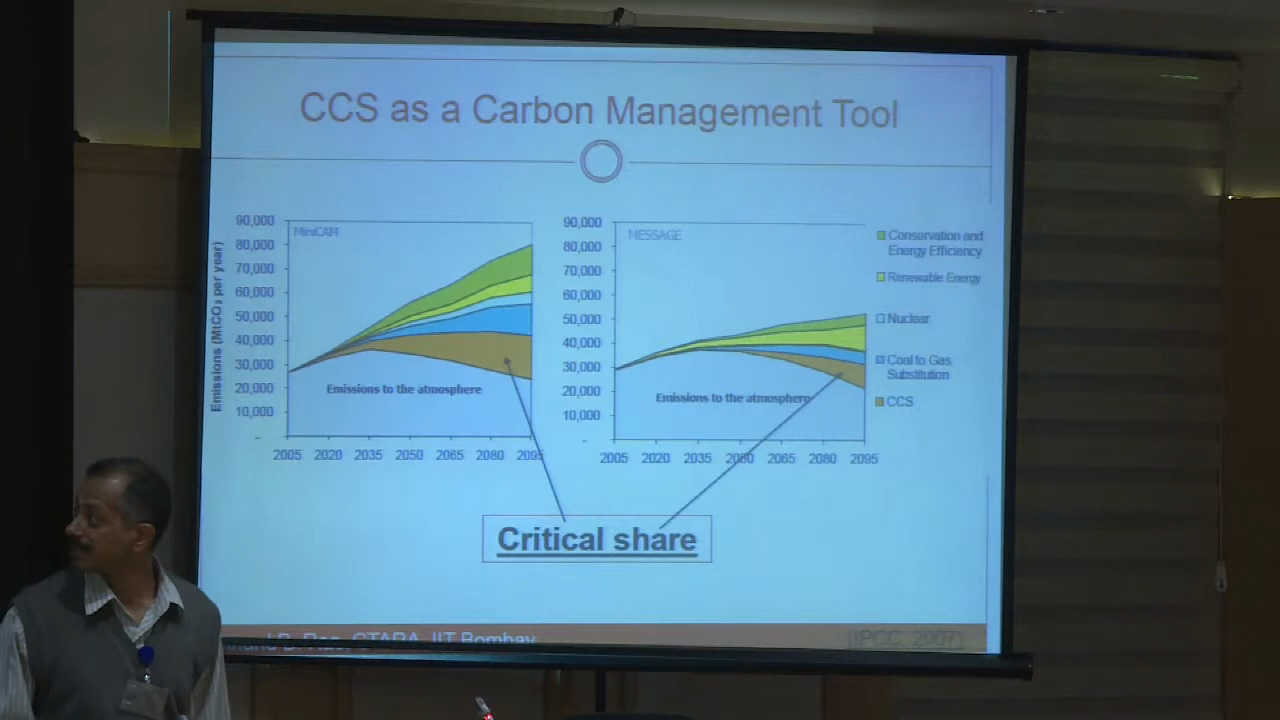 CCS as a Carbon Management Tool
Emissions (MtCO₂ per year)
90,000
80,000
70,000
60,000
50,000
40,000
30,000
20,000
10,000
-
MiniCAM
Emissions to the atmosphere
2005 2020 2035 2050 2065 2080 2095
90,000
80,000
70,000
60,000
50,000
40,000
30,000
20,000
10,000
-
MESSAGE
Emissions to the atmosphere
2005 2020 2035 2050 2065 2080 2095
Conservation and
Energy Efficiency
Renewable Energy
Nuclear
Coal to Gas
Substitution
CCS
Critical share
D. Rao, CTARA, IIT Bombay
(IPCC, 2007)